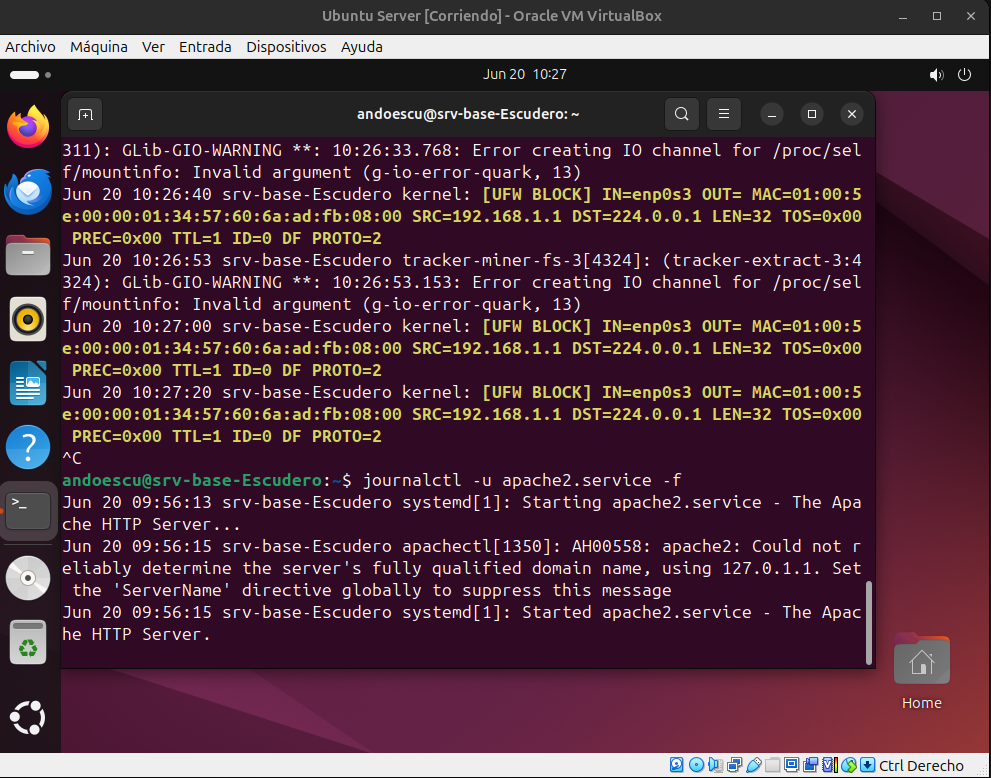 Ubuntu Server [Corriendo] - Oracle VM VirtualBox
Archivo Máquina Ver Entrada Dispositivos Ayuda
Jun 20 10:27
andoescu@srv-base-Escudero: ~
311): GLib-GIO-WARNING **: 10:26:33.768: Error creating IO channel for /proc/sel
f/mountinfo: Invalid argument (g-io-error-quark, 13)
Jun 20 10:26:40 srv-base-Escudero kernel: [UFW BLOCK] IN=enp0s3 OUT= MAC=01:00:5
e:00:00:01:34:57:60:6a:ad:fb:08:00 SRC=192.168.1.1 DST=224.0.0.1 LEN=32 TOS=0x00
 PREC=0x00 TTL=1 ID=0 DF PROTO=2
Jun 20 10:26:53 srv-base-Escudero tracker-miner-fs-3[4324]: (tracker-extract-3:4
324): GLib-GIO-WARNING **: 10:26:53.153: Error creating IO channel for /proc/sel
f/mountinfo: Invalid argument (g-io-error-quark, 13)
Jun 20 10:27:00 srv-base-Escudero kernel: [UFW BLOCK] IN=enp0s3 OUT= MAC=01:00:5
e:00:00:01:34:57:60:6a:ad:fb:08:00 SRC=192.168.1.1 DST=224.0.0.1 LEN=32 TOS=0x00
 PREC=0x00 TTL=1 ID=0 DF PROTO=2
Jun 20 10:27:20 srv-base-Escudero kernel: [UFW BLOCK] IN=enp0s3 OUT= MAC=01:00:5
e:00:00:01:34:57:60:6a:ad:fb:08:00 SRC=192.168.1.1 DST=224.0.0.1 LEN=32 TOS=0x00
 PREC=0x00 TTL=1 ID=0 DF PROTO=2
^C
andoescu@srv-base-Escudero:~$ journalctl -u apache2.service -f
Jun 20 09:56:13 srv-base-Escudero systemd[1]: Starting apache2.service - The Apa
che HTTP Server...
Jun 20 09:56:15 srv-base-Escudero apachectl[1350]: AH00558: apache2: Could not r
eliably determine the server's fully qualified domain name, using 127.0.1.1. Set
 the 'ServerName' directive globally to suppress this message
Jun 20 09:56:15 srv-base-Escudero systemd[1]: Started apache2.service - The Apac
he HTTP Server.
Home
Ctrl Derecho